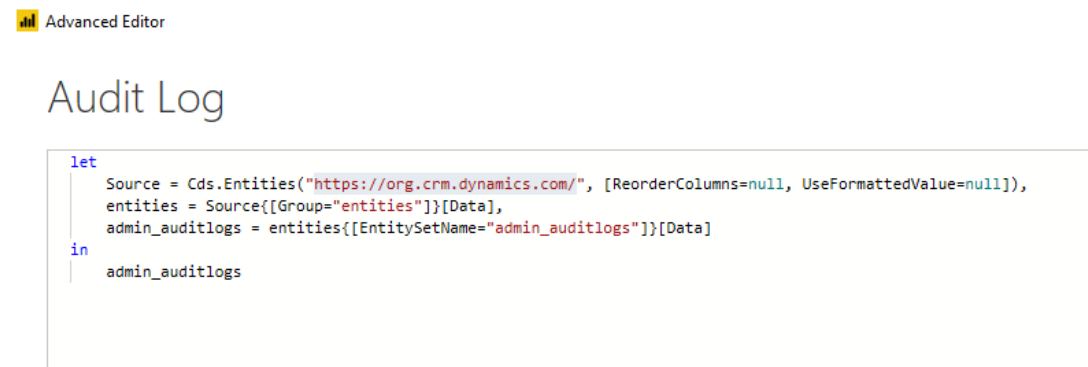 Advanced Editor
Audit Log
let
Source = Cds.Entities("https://org.crm.dynamics.com/", [ReorderColumns=null, UseFormattedValue=null]),
entities = Source{[Group="entities"]}[Data],
admin_auditlogs = entities{[EntitySetName="admin_auditlogs"]}[Data]
in
admin_auditlogs